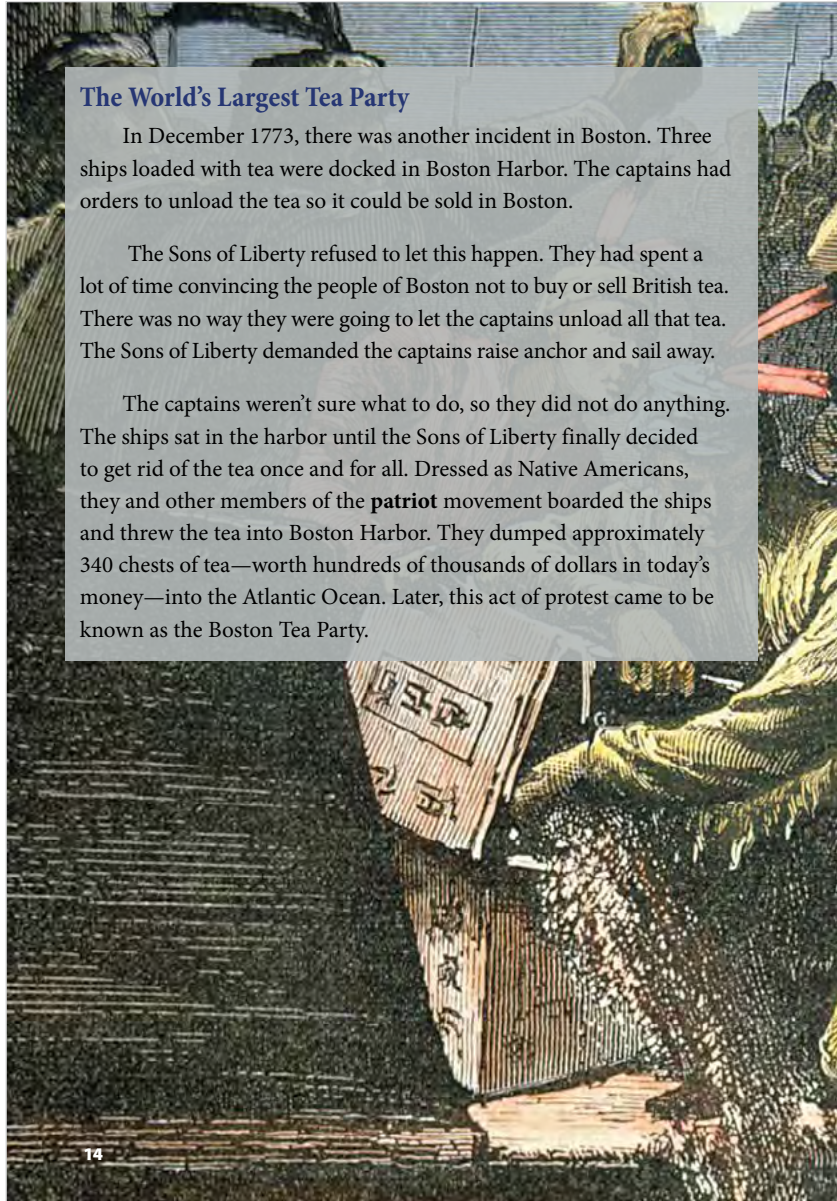 The World’s Largest Tea Party
In December 1773, there was another incident in Boston. Three
ships loaded with tea were docked in Boston Harbor. The captains had
orders to unload the tea so it could be sold in Boston.
The Sons of Liberty refused to let this happen. They had spent a
lot of time convincing the people of Boston not to buy or sell British tea.
There was no way they were going to let the captains unload all that tea.
The Sons of Liberty demanded the captains raise anchor and sail away.
The captains weren’t sure what to do, so they did not do anything.
The ships sat in the harbor until the Sons of Liberty finally decided
to get rid of the tea once and for all. Dressed as Native Americans,
they and other members of the patriot movement boarded the ships
and threw the tea into Boston Harbor. They dumped approximately
340 chests of tea—worth hundreds of thousands of dollars in today’s
money—into the Atlantic Ocean. Later, this act of protest came to be
known as the Boston Tea Party.
14